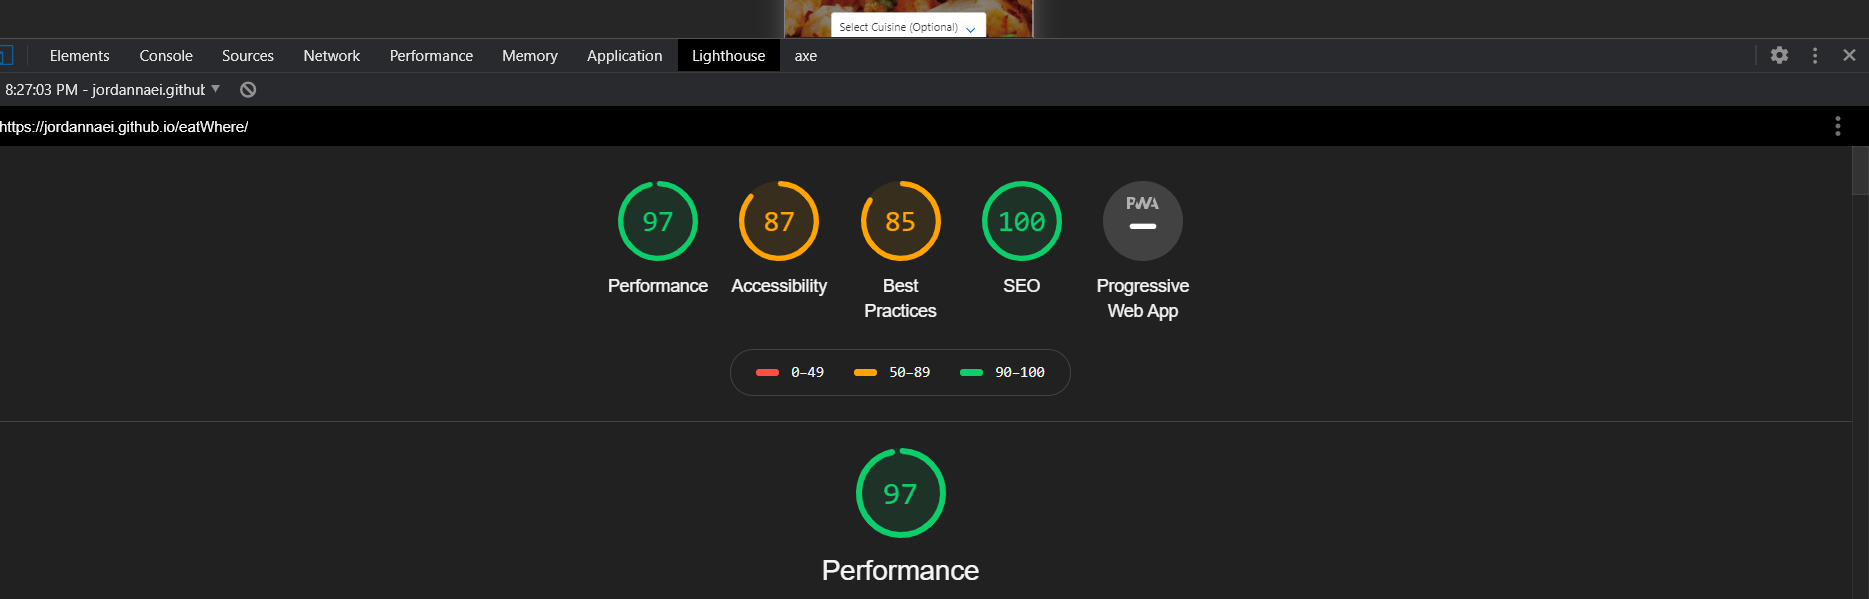 Select Cuisine (Optional)
Elements Console Sources Network Performance Memory Application Lighthouse axe
8:27:03 PM - jordannaei.githut
https://jordannaei.github.io/eatWhere/
97 87 85 100 PWA
Performance Accessibility Best Practices SEO Progressive Web App
0–49 50–89 90–100
97
Performance